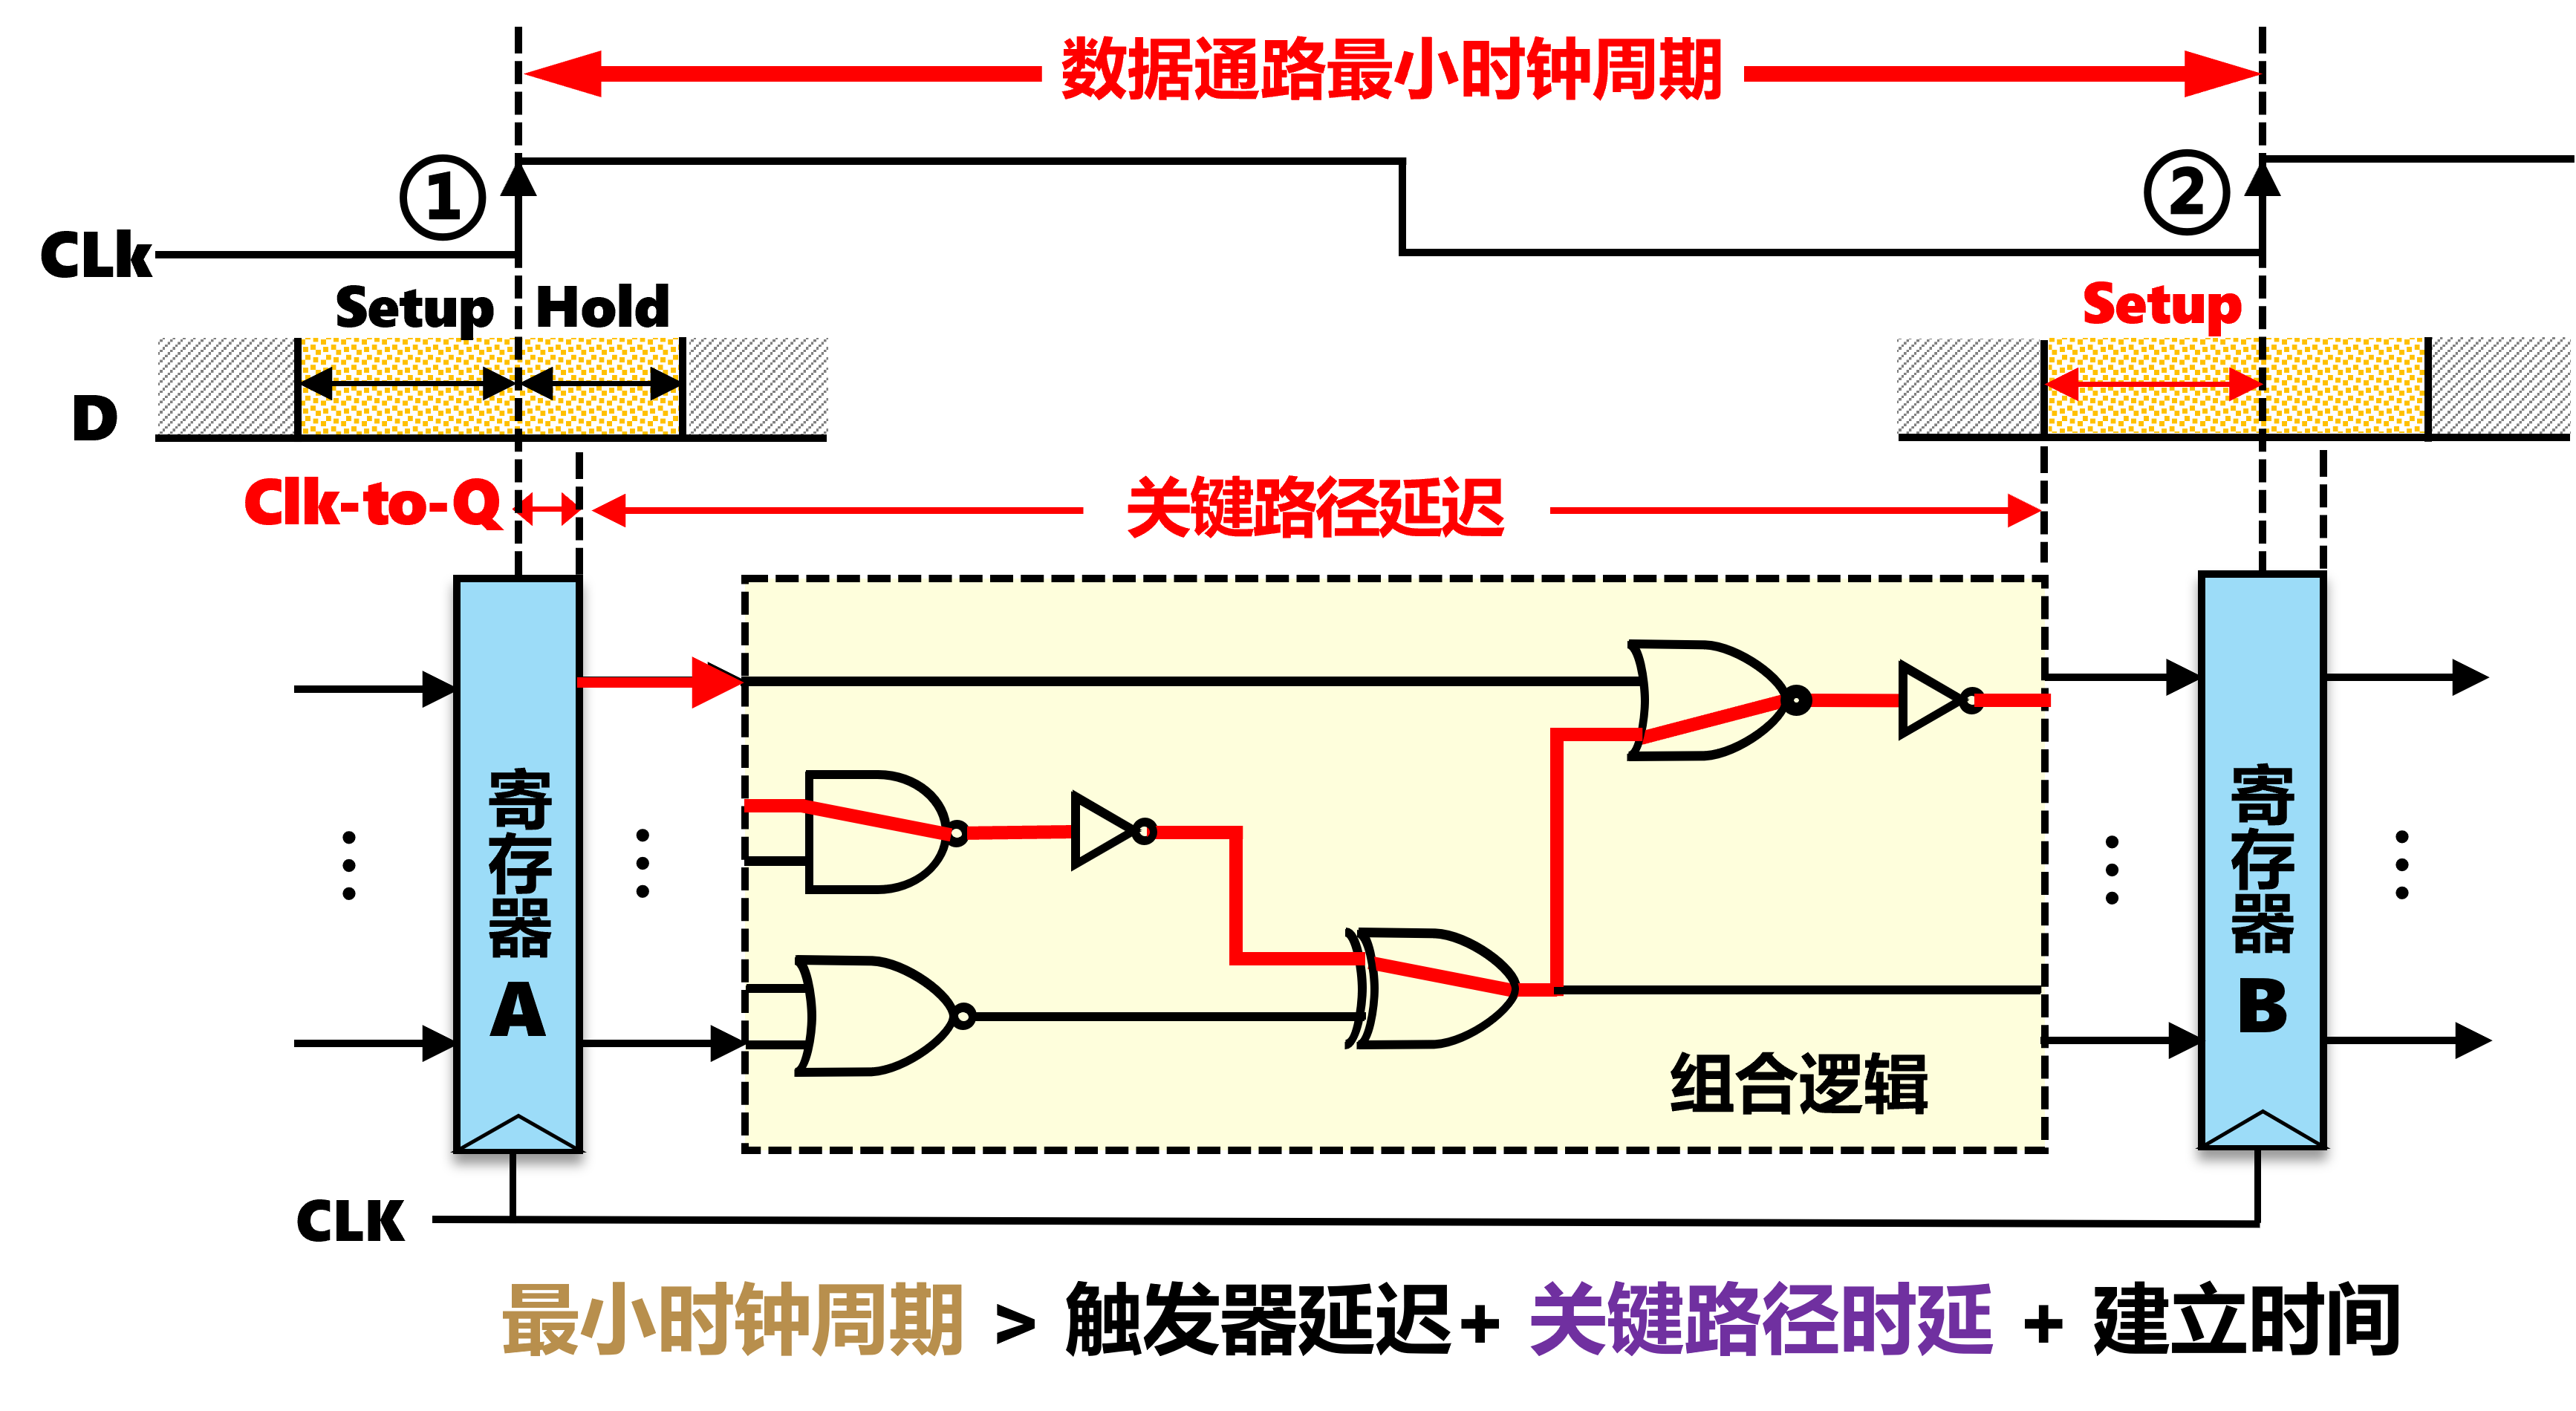 数据通路最小时钟周期
① ②
CLk
Setup Hold
Setup
D
Clk-to-Q
关键路径延迟
寄存器A
寄存器B
组合逻辑
CLK
最小时钟周期 > 触发器延迟+ 关键路径时延 + 建立时间